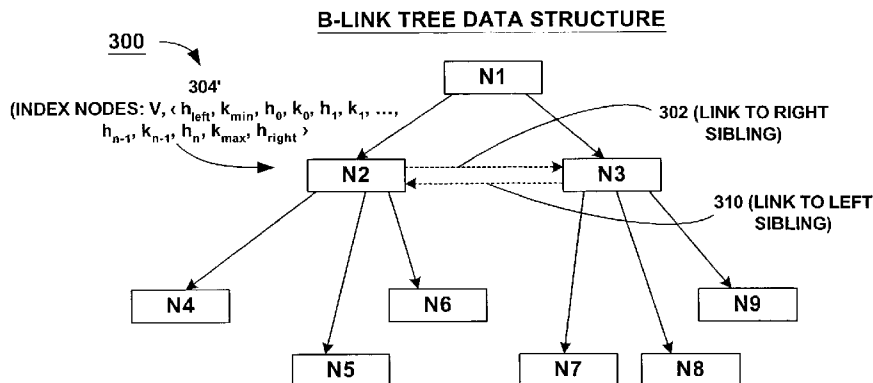 B-LINK TREE DATA STRUCTURE
300
304'
(INDEX NODES: V, ‹ h_left, k_min, h_0, k_0, h_1, k_1, ...,
h_n-1, k_n-1, h_n, k_max, h_right ›
N1
302 (LINK TO RIGHT
SIBLING)
N2
N3
310 (LINK TO LEFT
SIBLING)
N4
N6
N9
N5
N7
N8